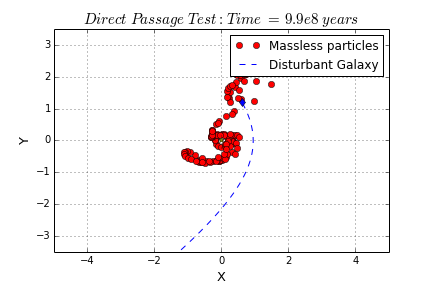 Direct Passage Test : Time = 9.9e8 years
Massless particles
Disturbant Galaxy
3
2
1
0
−1
−2
−3
Y
−4
−2
0
2
4
X